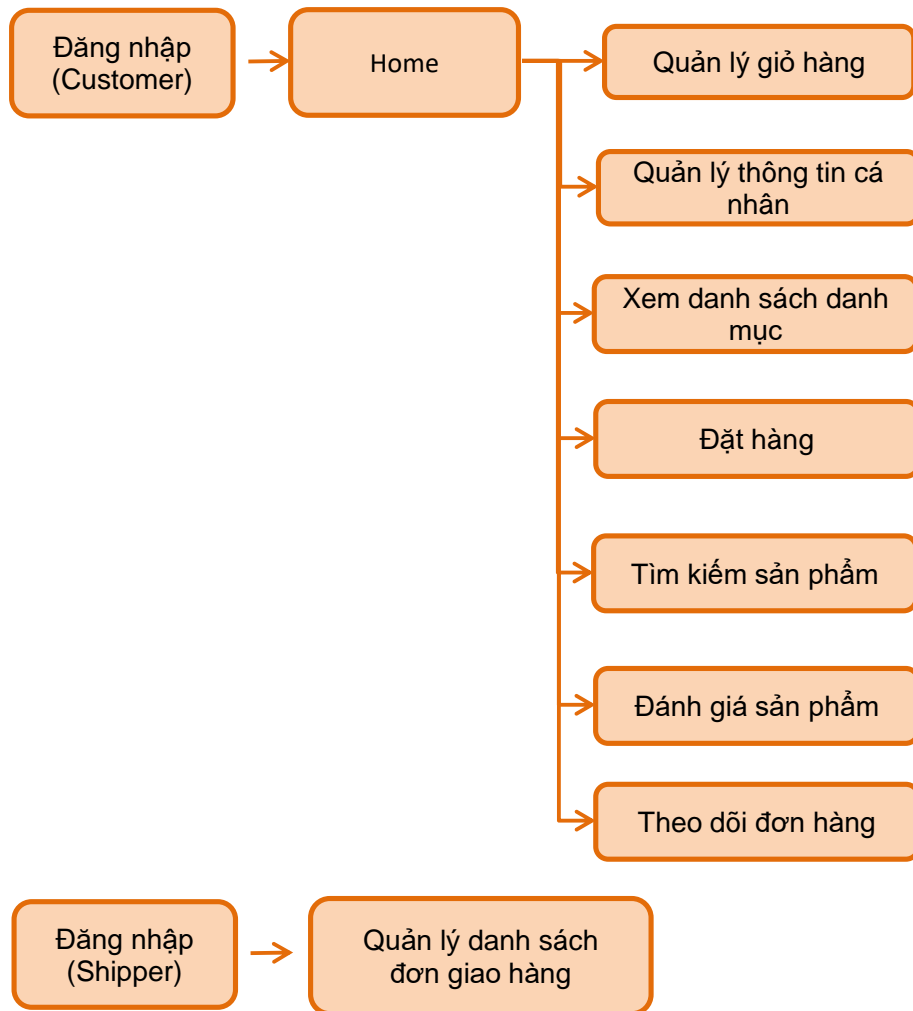 Đăng nhập
(Customer)
Home
Quản lý giỏ hàng
Quản lý thông tin cá
nhân
Xem danh sách danh
mục
Đặt hàng
Tìm kiếm sản phẩm
Đánh giá sản phẩm
Theo dõi đơn hàng
Đăng nhập
(Shipper)
Quản lý danh sách
đơn giao hàng